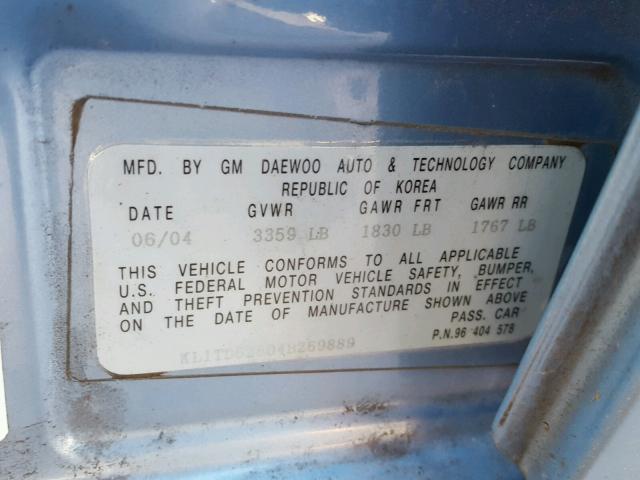 MFD. BY GM DAEWOO AUTO & TECHNOLOGY COMPANY
REPUBLIC OF KOREA
DATE GVWR GAWR FRT GAWR RR
06/04 3359 LB 1830 LB 1767 LB
THIS VEHICLE CONFORMS TO ALL APPLICABLE
U.S. FEDERAL MOTOR VEHICLE SAFETY, BUMPER,
AND THEFT PREVENTION STANDARDS IN EFFECT
ON THE DATE OF MANUFACTURE SHOWN ABOVE
PASS. CAR
P.N.96 404 578
KL1TD52604B269889